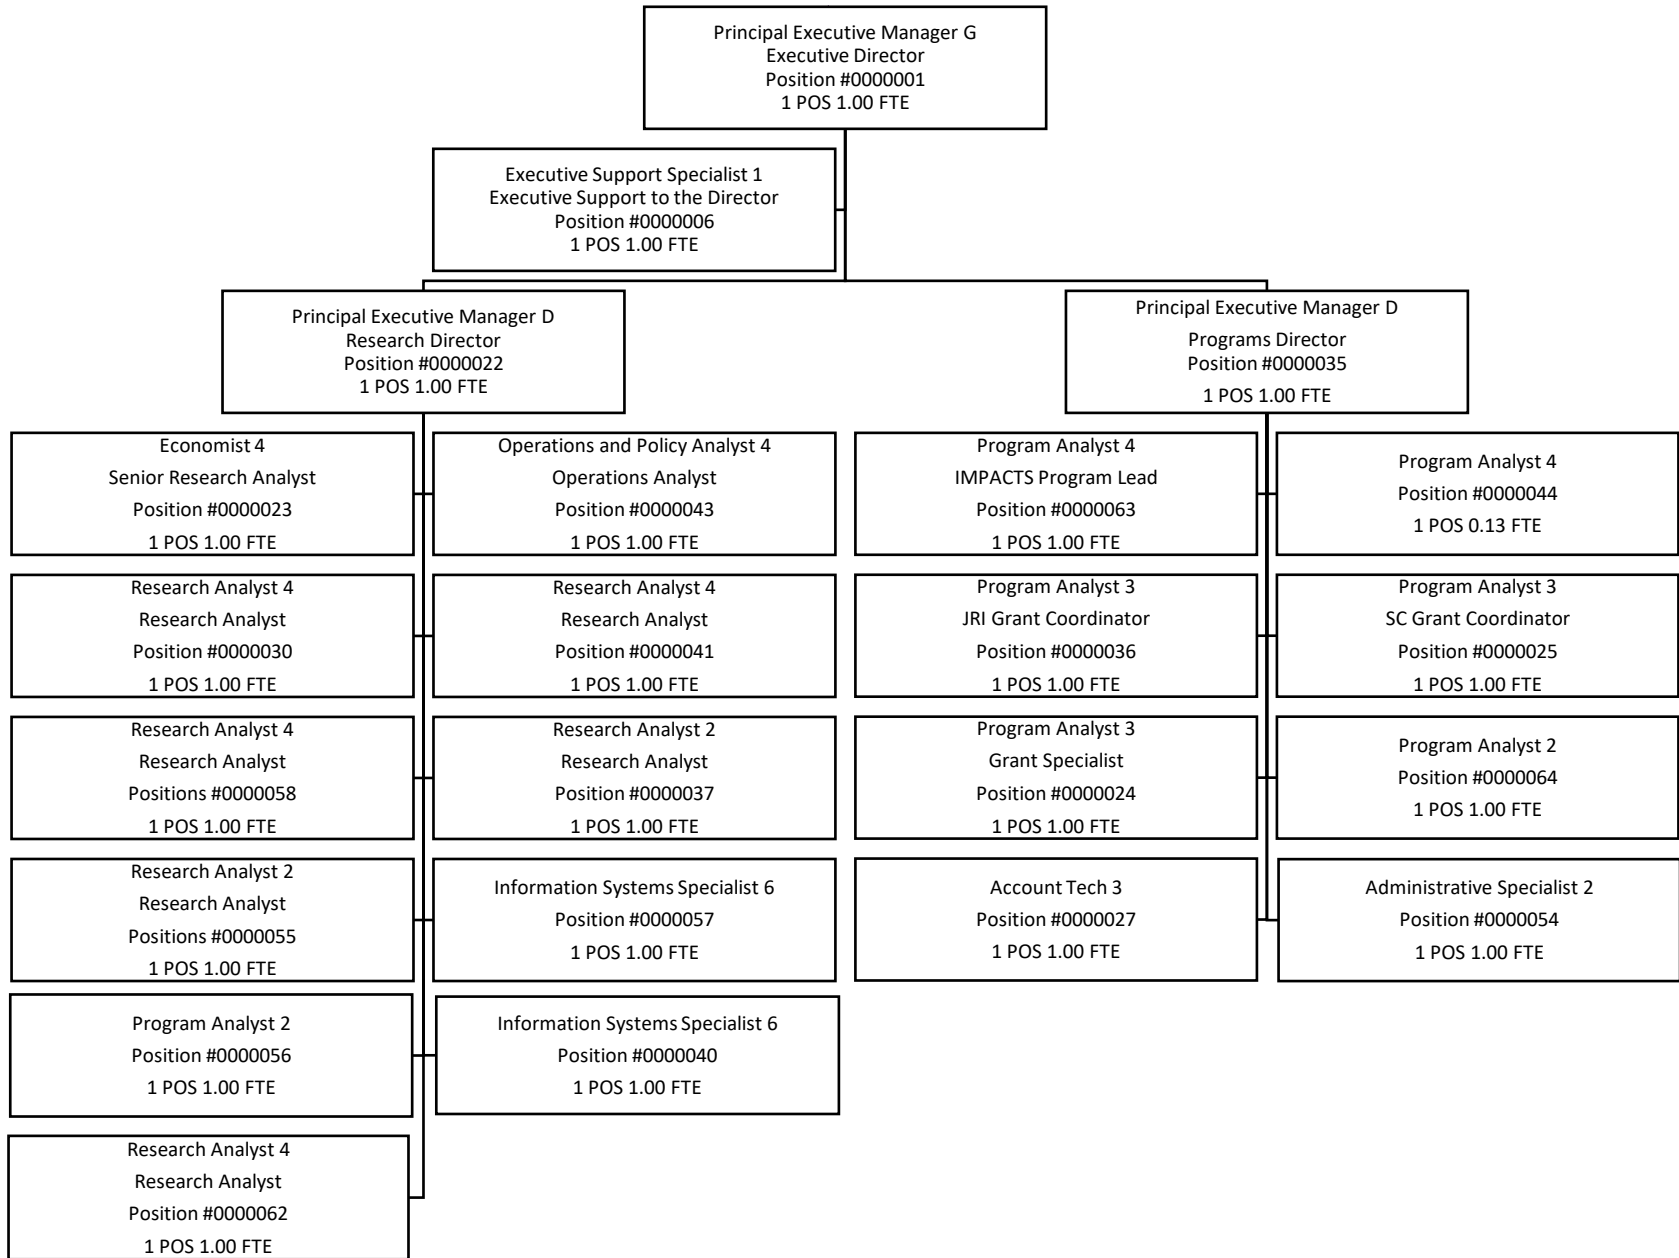 Principal Executive Manager G
Executive Director
Position #0000001
1 POS 1.00 FTE
Executive Support Specialist 1
Executive Support to the Director
Position #0000006
1 POS 1.00 FTE
Principal Executive Manager D
Research Director
Position #0000022
1 POS 1.00 FTE
Principal Executive Manager D
Programs Director
Position #0000035
1 POS 1.00 FTE
Economist 4
Senior Research Analyst
Position #0000023
1 POS 1.00 FTE
Operations and Policy Analyst 4
Operations Analyst
Position #0000043
1 POS 1.00 FTE
Program Analyst 4
IMPACTS Program Lead
Position #0000063
1 POS 1.00 FTE
Program Analyst 4
Position #0000044
1 POS 0.13 FTE
Research Analyst 4
Research Analyst
Position #0000030
1 POS 1.00 FTE
Research Analyst 4
Research Analyst
Position #0000041
1 POS 1.00 FTE
Program Analyst 3
JRI Grant Coordinator
Position #0000036
1 POS 1.00 FTE
Program Analyst 3
SC Grant Coordinator
Position #0000025
1 POS 1.00 FTE
Research Analyst 4
Research Analyst
Positions #0000058
1 POS 1.00 FTE
Research Analyst 2
Research Analyst
Position #0000037
1 POS 1.00 FTE
Program Analyst 3
Grant Specialist
Position #0000024
1 POS 1.00 FTE
Program Analyst 2
Position #0000064
1 POS 1.00 FTE
Research Analyst 2
Research Analyst
Positions #0000055
1 POS 1.00 FTE
Information Systems Specialist 6
Position #0000057
1 POS 1.00 FTE
Account Tech 3
Position #0000027
1 POS 1.00 FTE
Administrative Specialist 2
Position #0000054
1 POS 1.00 FTE
Program Analyst 2
Position #0000056
1 POS 1.00 FTE
Information Systems Specialist 6
Position #0000040
1 POS 1.00 FTE
Research Analyst 4
Research Analyst
Position #0000062
1 POS 1.00 FTE